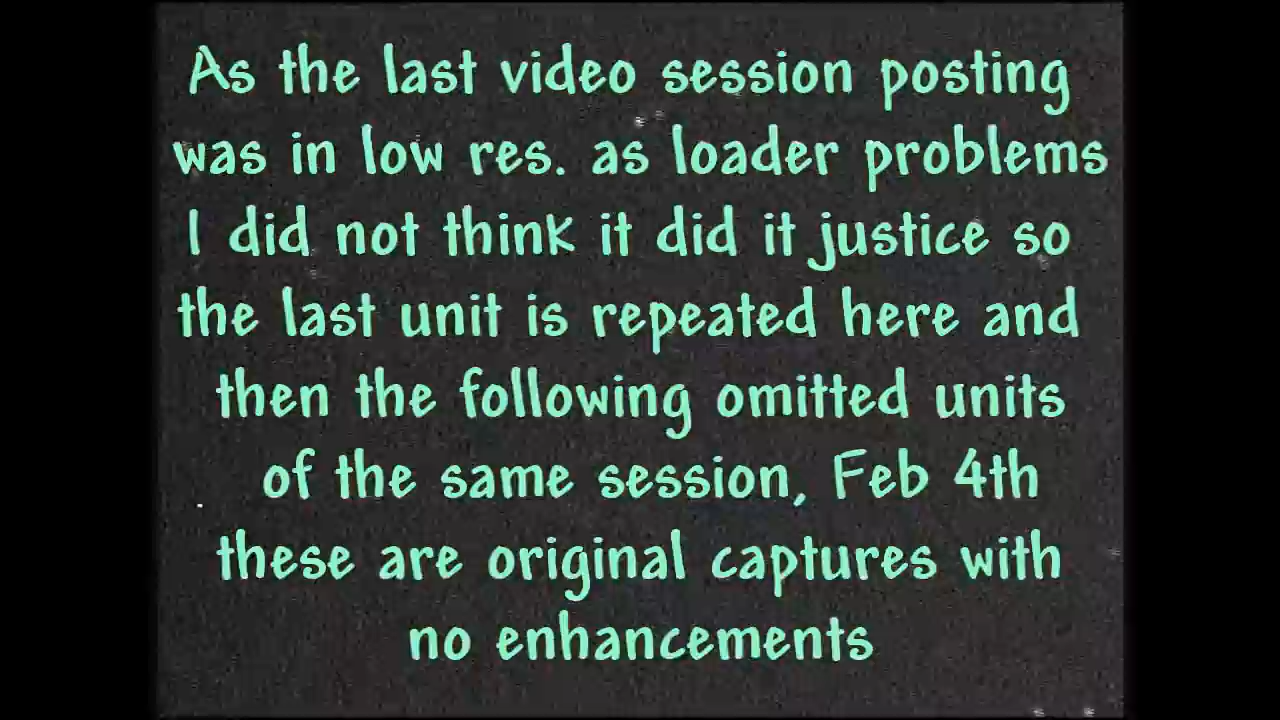 As the last video session posting
was in low res. as loader problems
I did not think it did it justice so
the last unit is repeated here and
then the following omitted units
of the same session, Feb 4th
these are original captures with
no enhancements